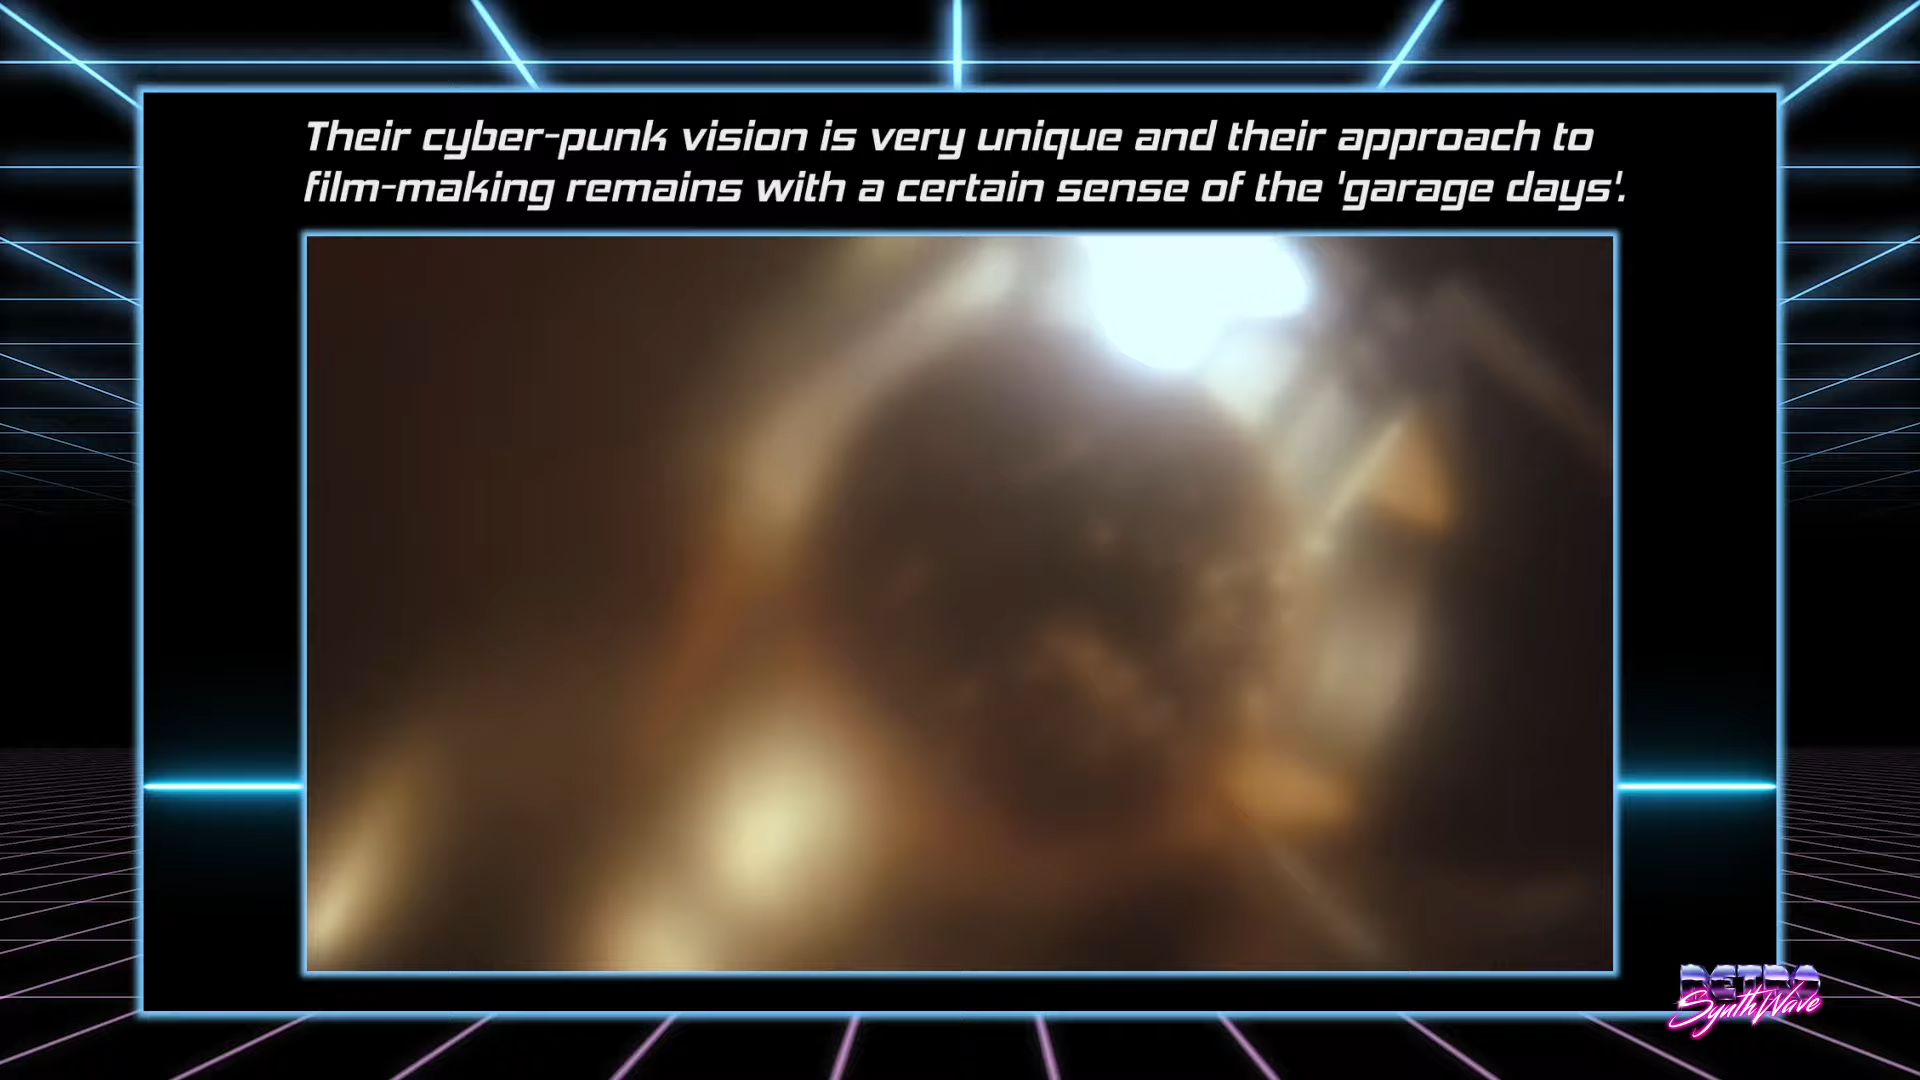 Their cyber-punk vision is very unique and their approach to
film-making remains with a certain sense of the 'garage days'.
RETRO
SynthWave